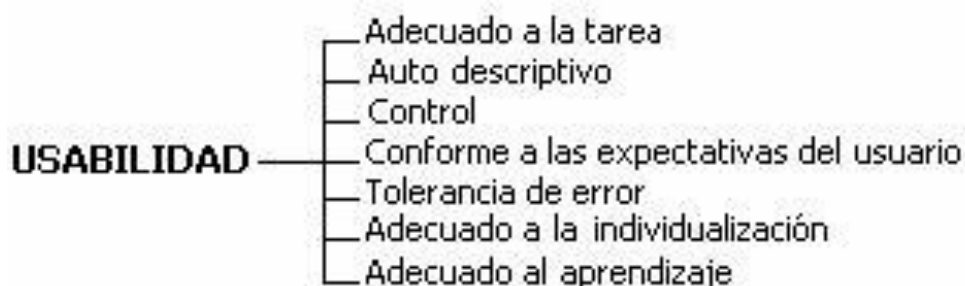 Adecuado a la tarea
Auto descriptivo
Control
USABILIDAD
Conforme a las expectativas del usuario
Tolerancia de error
Adecuado a la individualización
Adecuado al aprendizaje